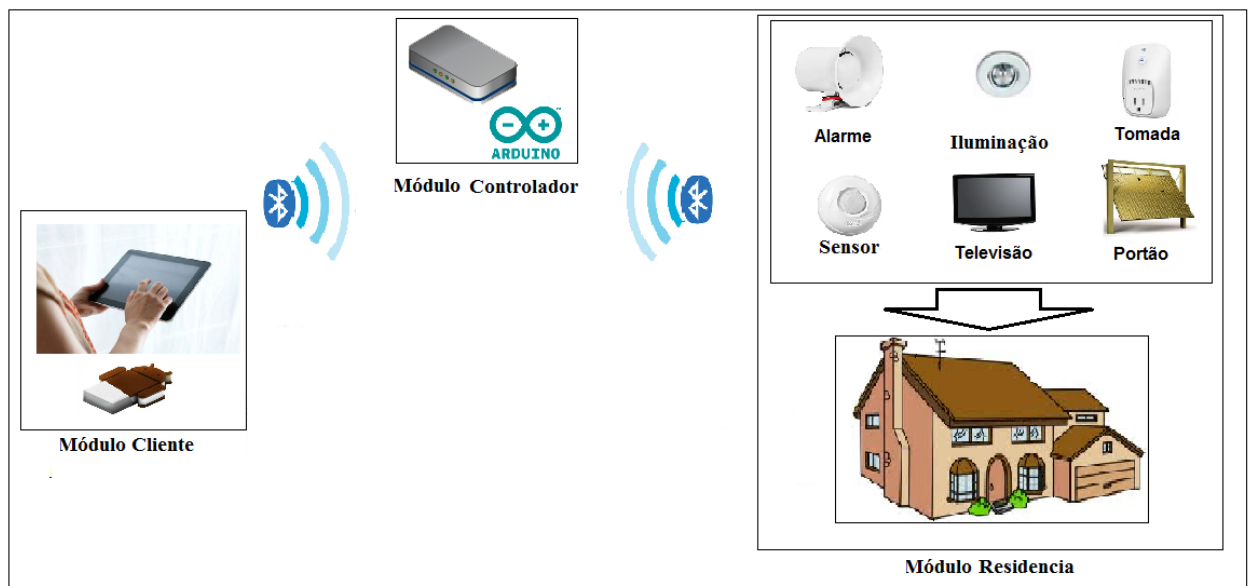 ARDUINO
Módulo Controlador
Alarme
Iluminação
Tomada
Sensor
Televisão
Portão
Módulo Cliente
Módulo Residencia